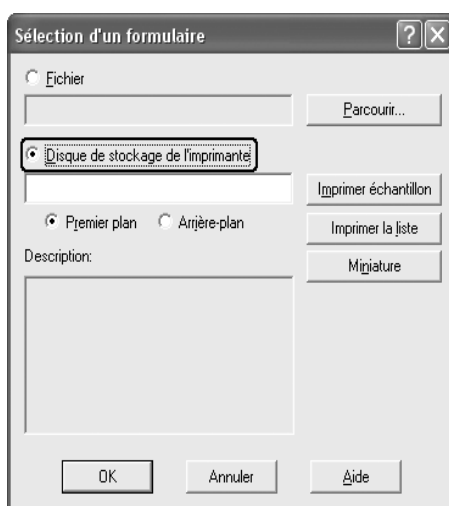 Sélection d'un formulaire
Fichier
Parcourir...
Disque de stockage de l'imprimante
Imprimer échantillon
Premier plan Arrière-plan
Imprimer la liste
Description:
Miniature
OK Annuler Aide